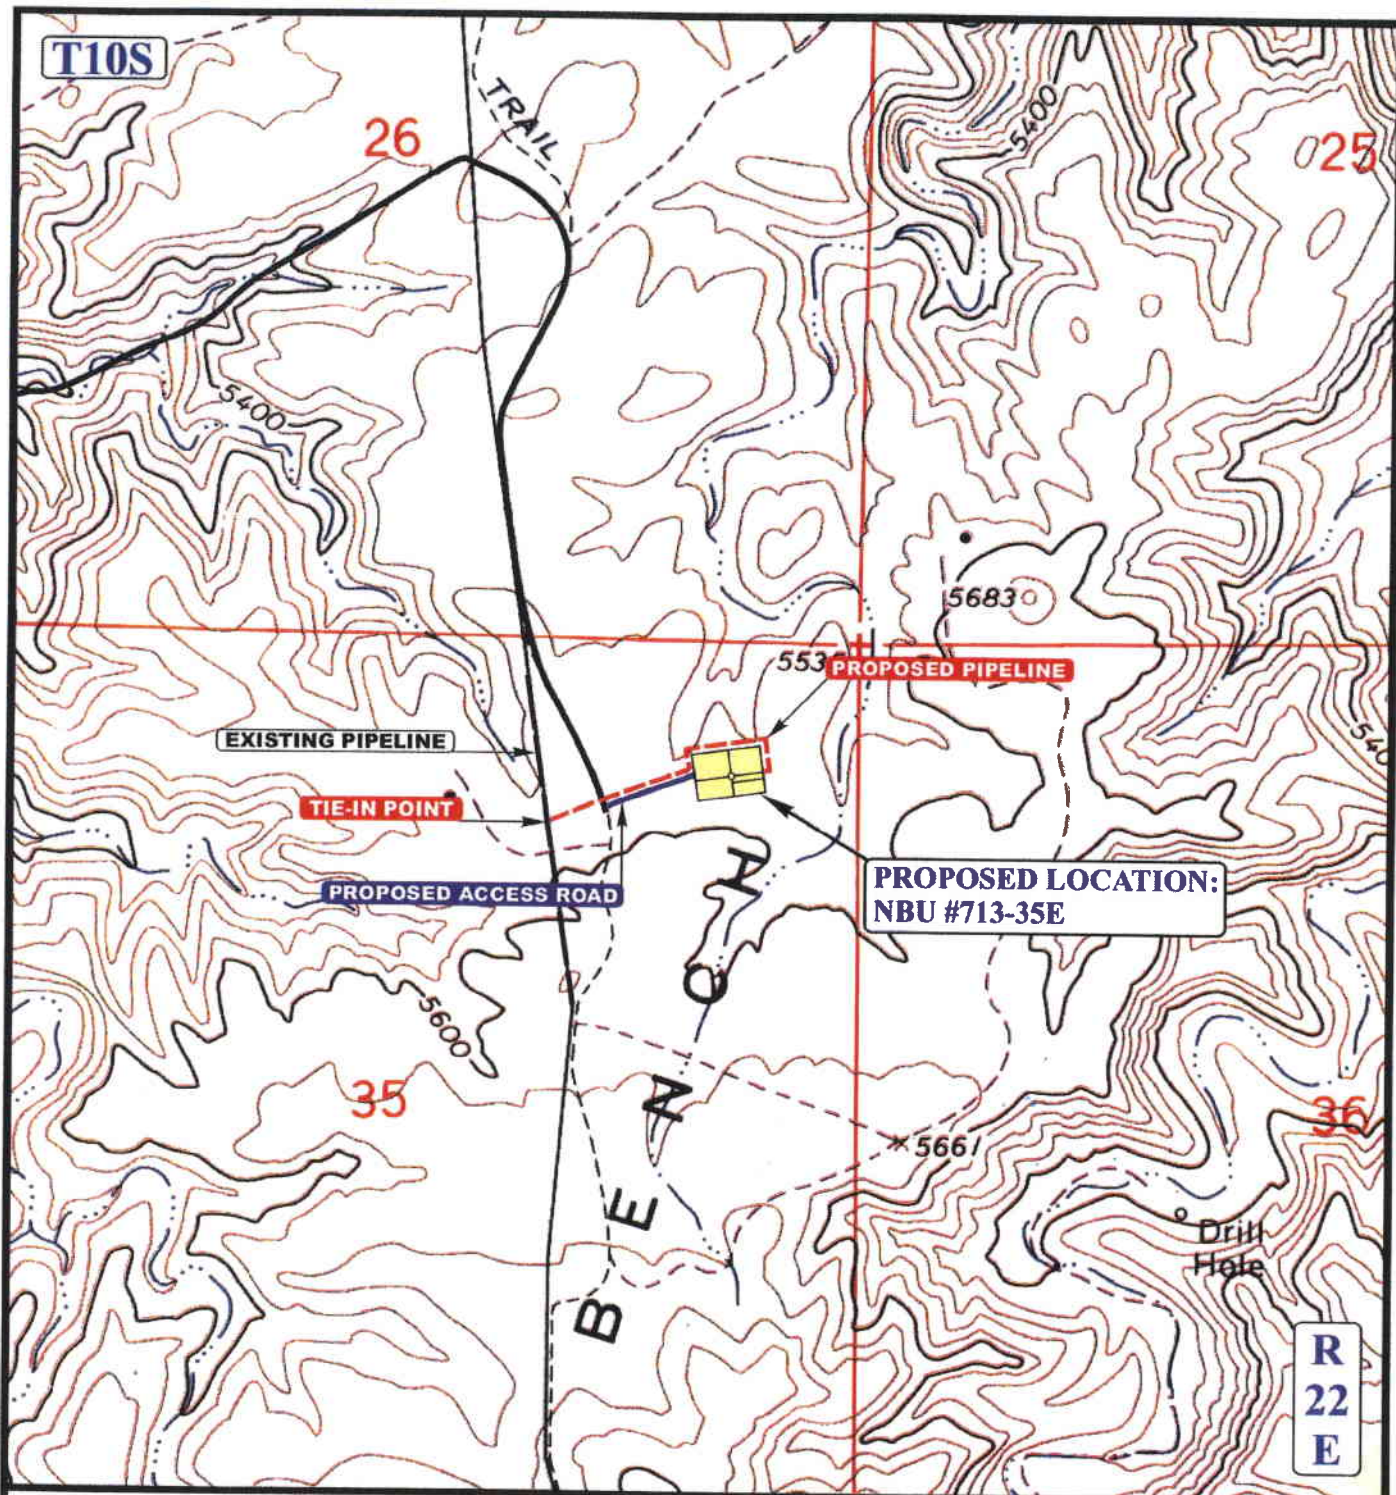 T10S
TRAIL
26
5400
25
5400
5683
PROPOSED PIPELINE
EXISTING PIPELINE
TIE-IN POINT
PROPOSED ACCESS ROAD
PROPOSED LOCATION:
NBU #713-35E
5600
35
36
5661
BENCH
Drill
Hole
R
22
E